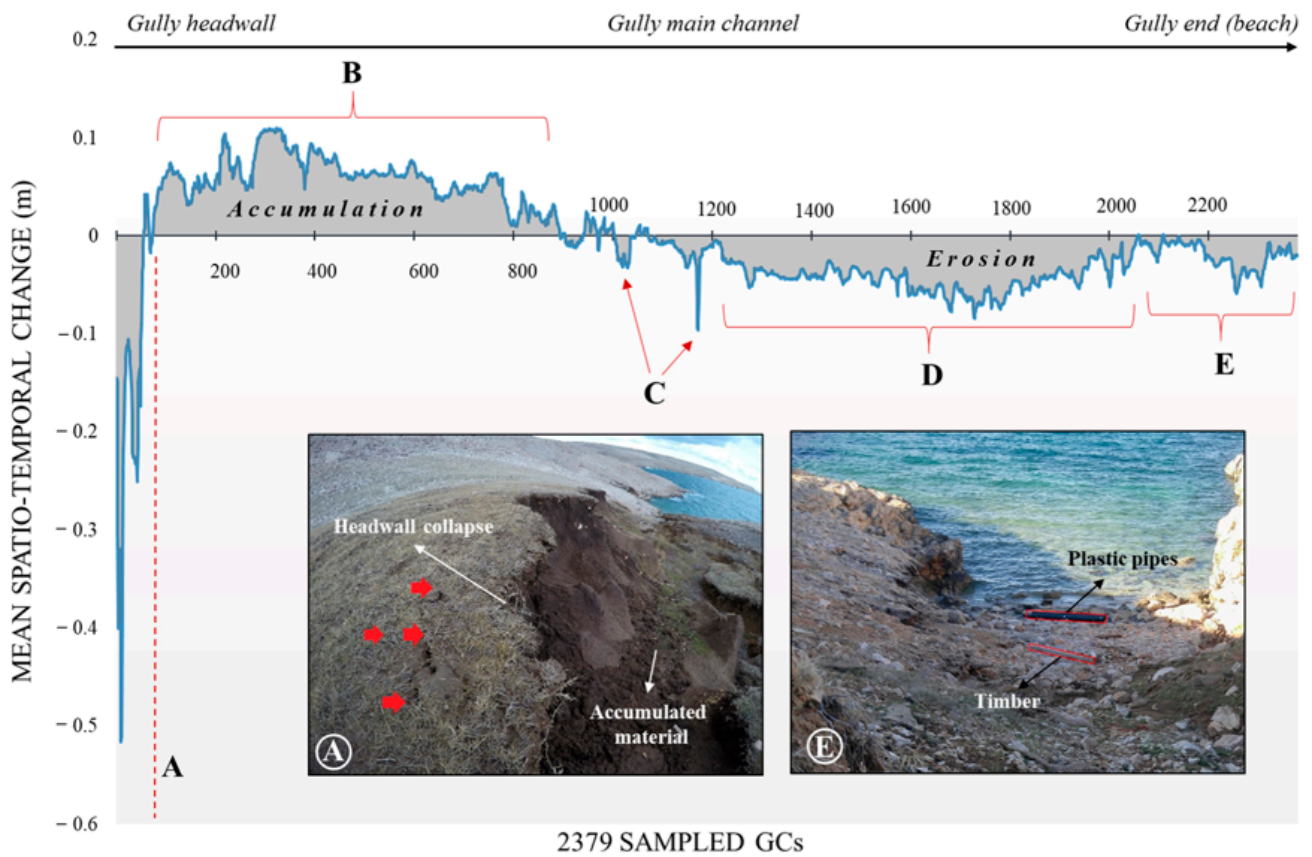 Gully headwall Gully main channel Gully end (beach)
0.2
B
0.1
Accumulation
1000 1200 1400 1600 1800 2000 2200
0
200 400 600 800
Erosion
− 0.1
C D E
− 0.2
Headwall collapse
Plastic pipes
− 0.3
− 0.4
Accumulated
material
Timber
− 0.5
A A E
− 0.6
MEAN SPATIO-TEMPORAL CHANGE (m)
2379 SAMPLED GCs